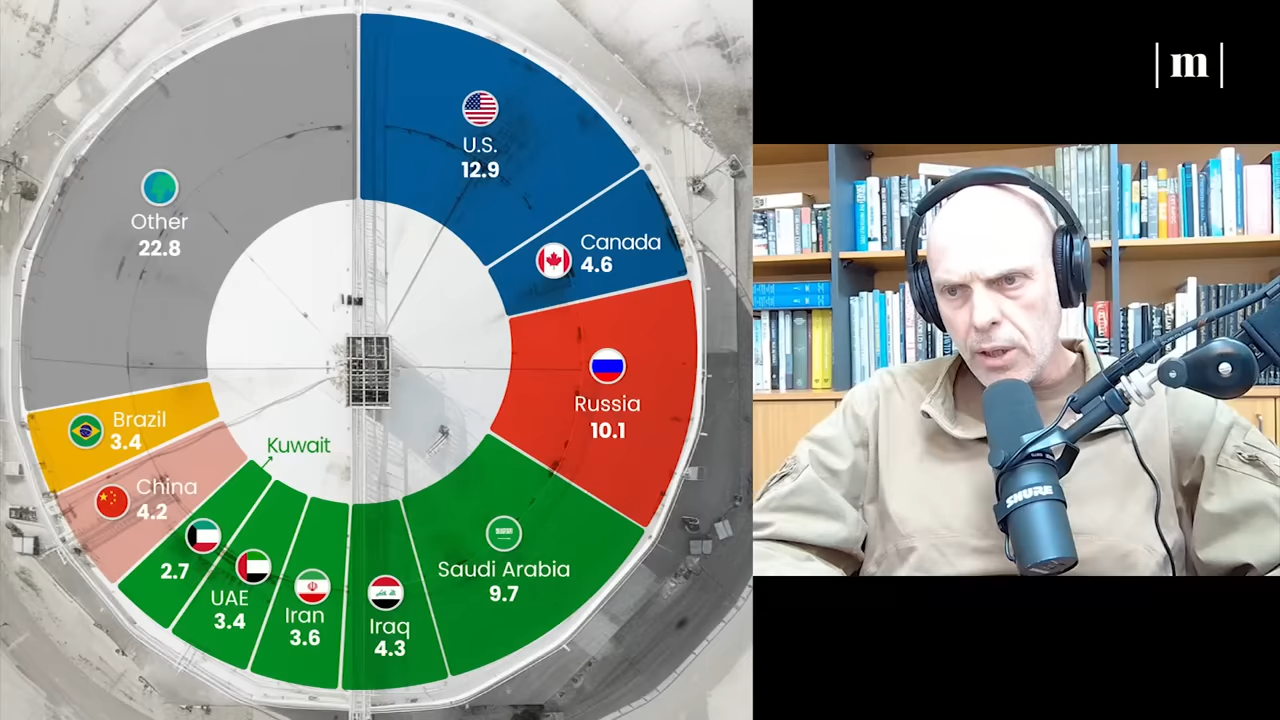 U.S.
12.9
Canada
4.6
Russia
10.1
Saudi Arabia
9.7
Iraq
4.3
Iran
3.6
UAE
3.4
Kuwait
2.7
China
4.2
Brazil
3.4
Other
22.8
|m|
SHURE